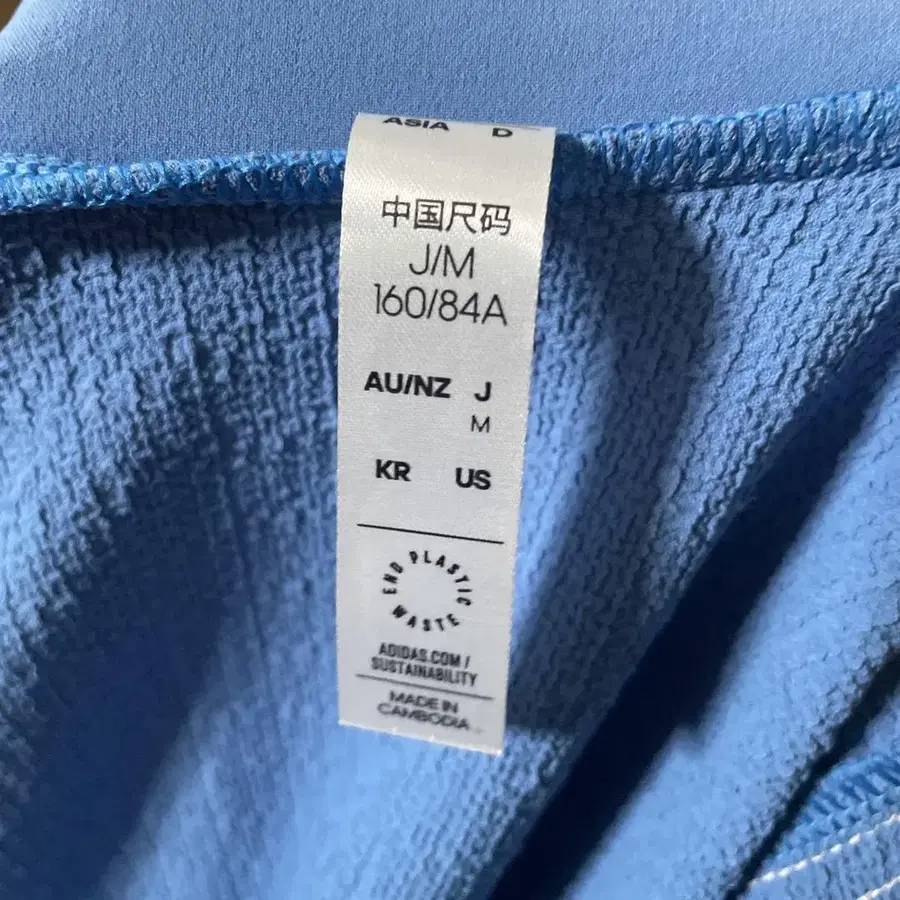 ASIA D
中国尺码
J/M
160/84A
AU/NZ J
M
KR US
END PLASTIC WASTE
ADIDAS.COM/
SUSTAINABILITY
MADE IN
CAMBODIA